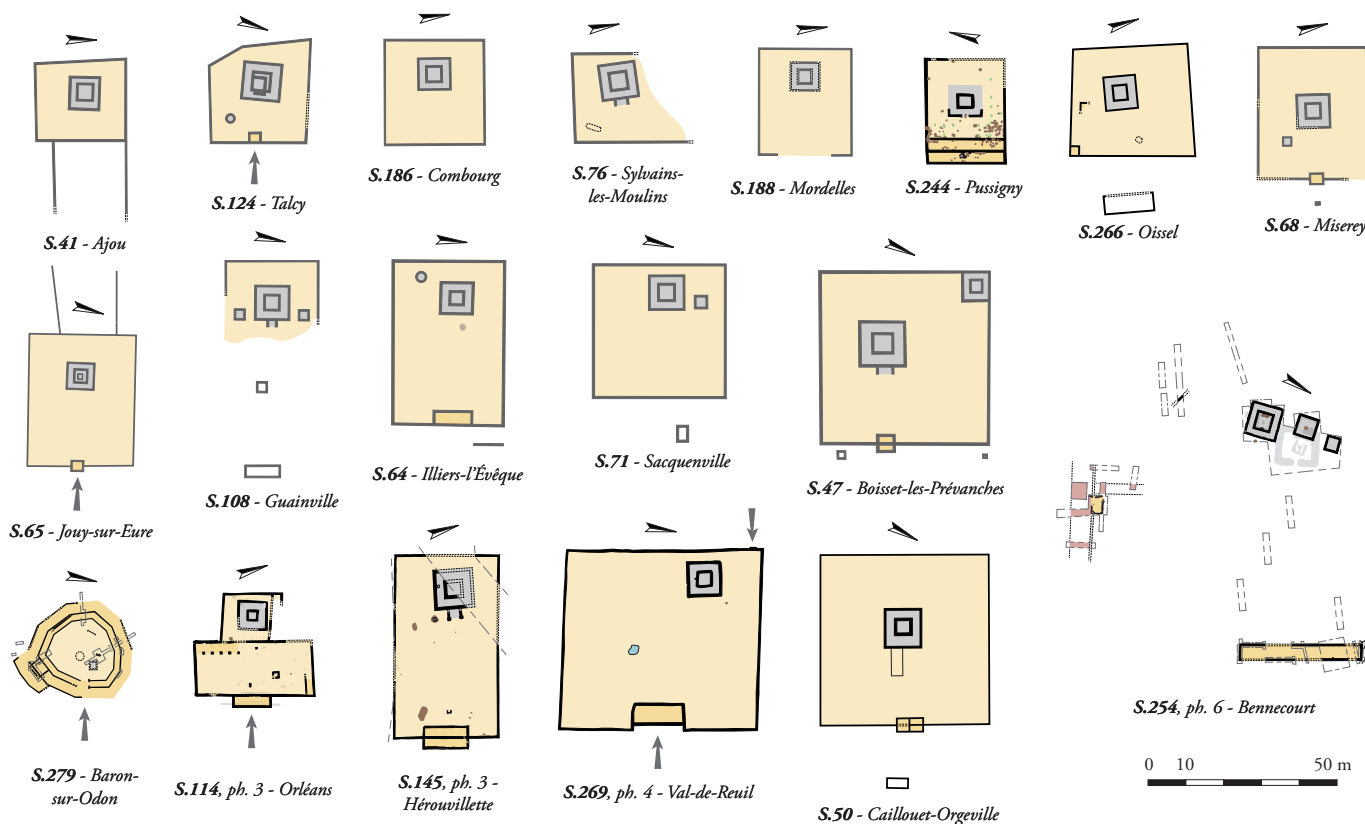 S.41 - Ajou
S.124 - Talcy
S.186 - Combourg
S.76 - Sylvains-
les-Moulins
S.188 - Mordelles
S.244 - Pussigny
S.266 - Oissel
S.68 - Miserey
S.65 - Jouy-sur-Eure
S.108 - Guainville
S.64 - Illiers-l'Évêque
S.71 - Sacquenville
S.47 - Boisset-les-Prévanches
S.254, ph. 6 - Bennecourt
S.279 - Baron-
sur-Odon
S.114, ph. 3 - Orléans
S.145, ph. 3 -
Hérouvillette
S.269, ph. 4 - Val-de-Reuil
S.50 - Caillouet-Orgeville
0 10 50 m